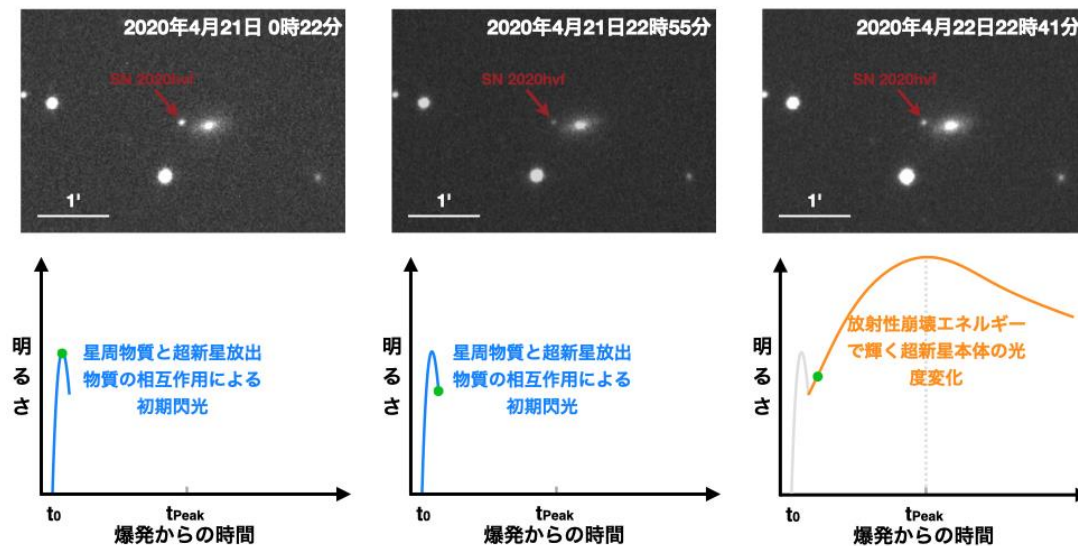 2020年4月21日 0時22分
SN 2020hvf
1'
2020年4月21日22時55分
SN 2020hvf
1'
2020年4月22日22時41分
SN 2020hvf
1'
明るさ
星周物質と超新星放出
物質の相互作用による
初期閃光
t0
tPeak
爆発からの時間
明るさ
星周物質と超新星放出
物質の相互作用による
初期閃光
t0
tPeak
爆発からの時間
明るさ
放射性崩壊エネルギー
で輝く超新星本体の光
度変化
t0
tPeak
爆発からの時間